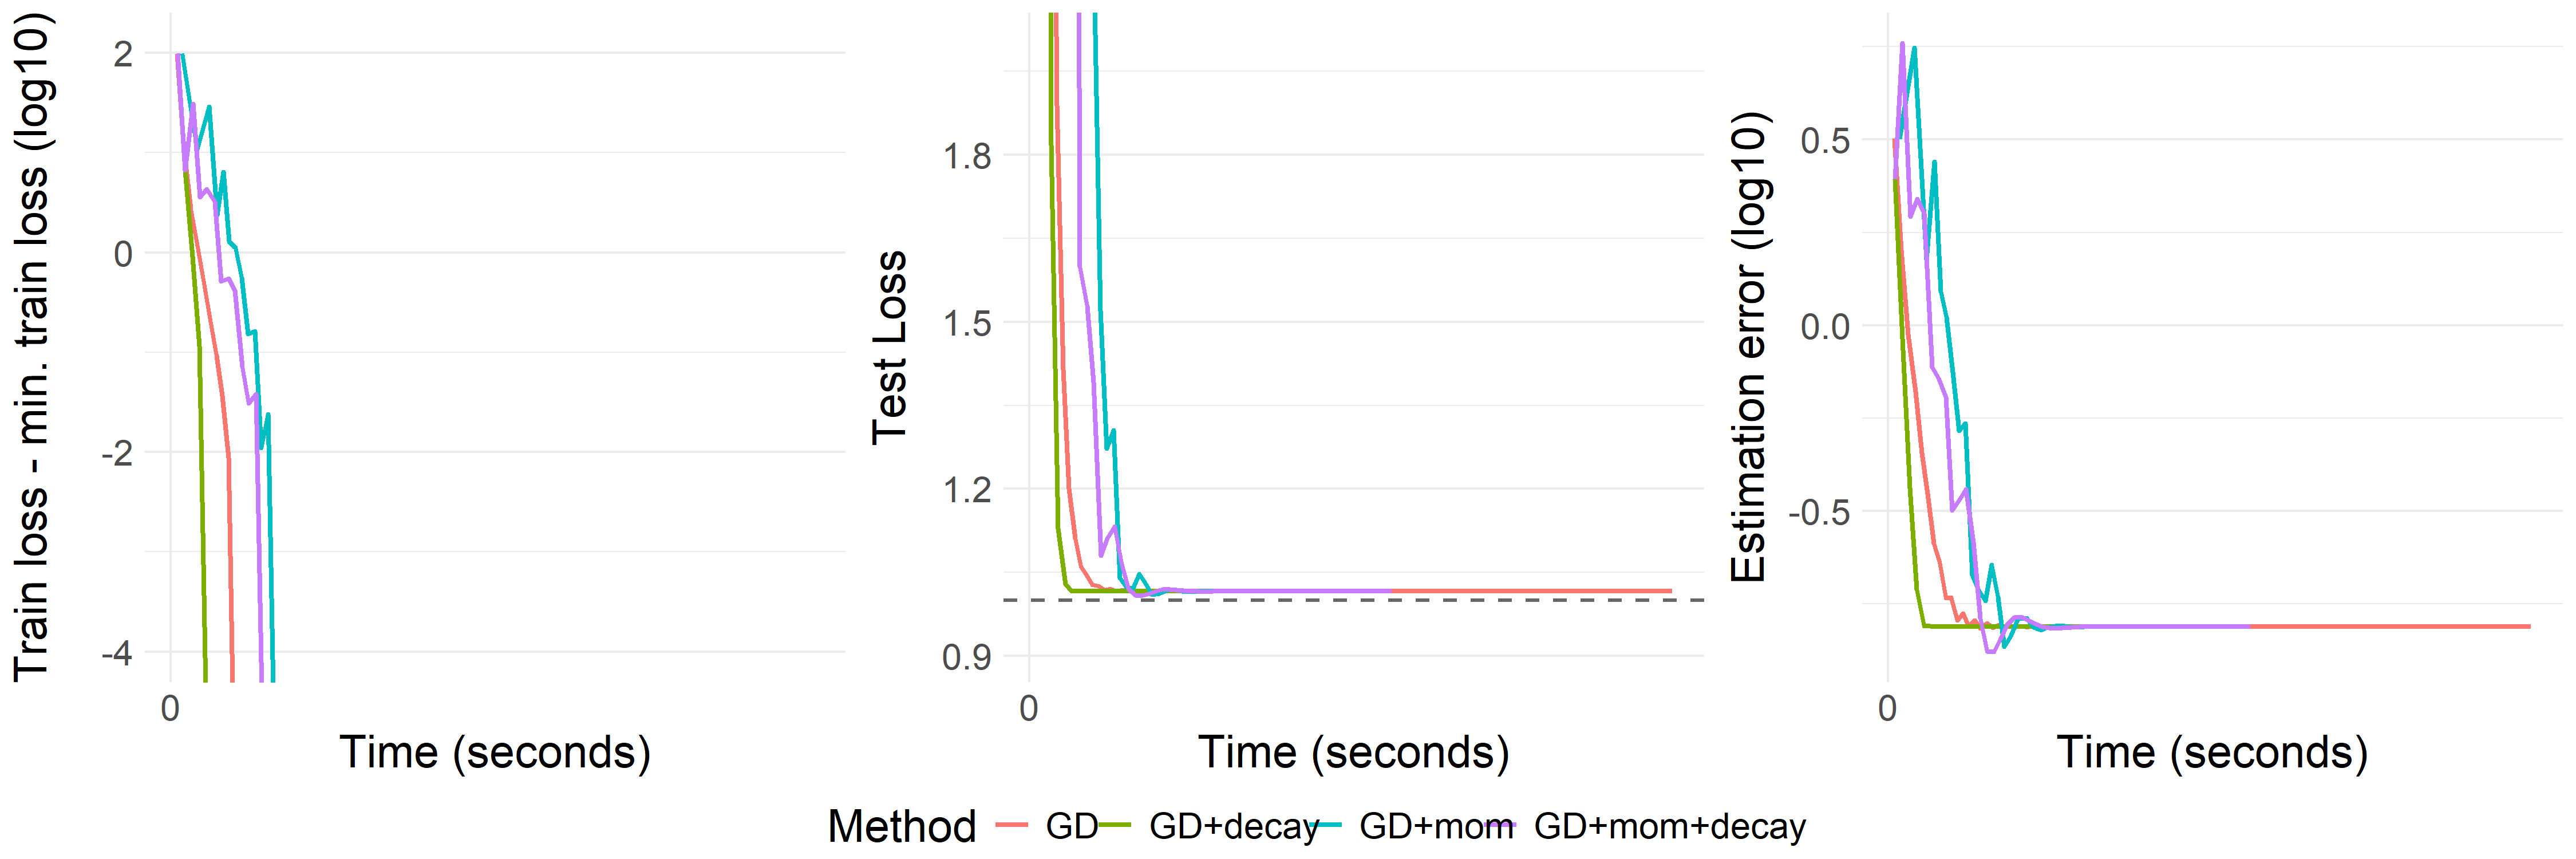 Train loss - min. train loss (log10)
2
0
-2
-4
0
Time (seconds)
Test Loss
1.8
1.5
1.2
0.9
0
Time (seconds)
Estimation error (log10)
0.5
0.0
-0.5
0
Time (seconds)
Method GD GD+decay GD+mom GD+mom+decay